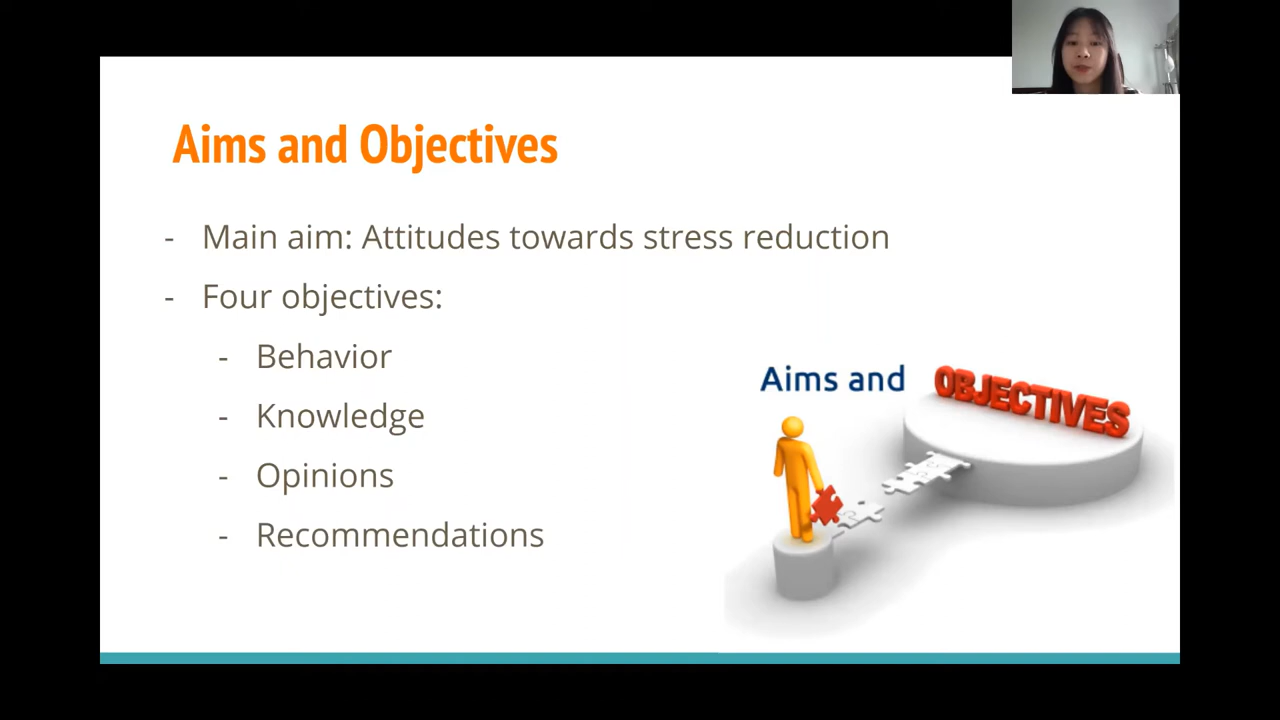 Aims and Objectives
- Main aim: Attitudes towards stress reduction
- Four objectives:
- Behavior
- Knowledge
- Opinions
- Recommendations
Aims and OBJECTIVES